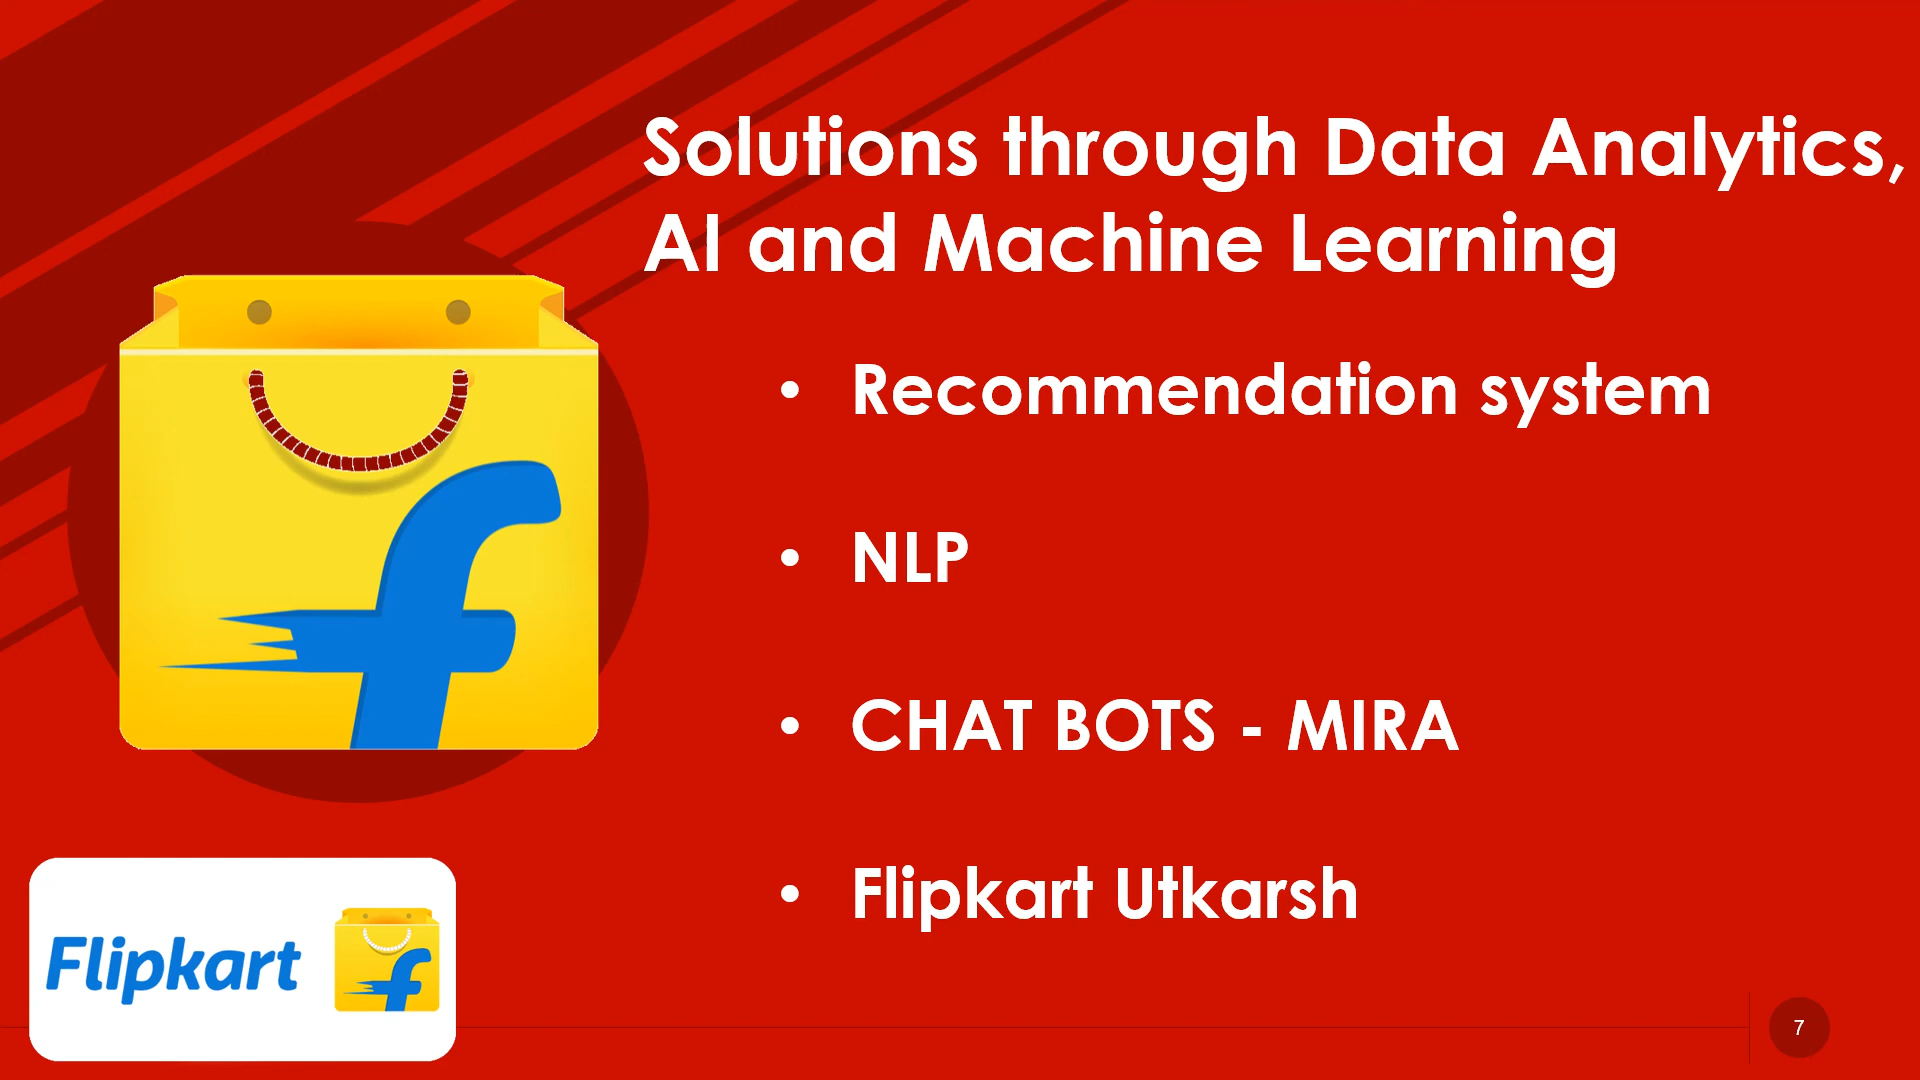 Solutions through Data Analytics,
AI and Machine Learning
• Recommendation system
• NLP
• CHAT BOTS - MIRA
• Flipkart Utkarsh
Flipkart
7